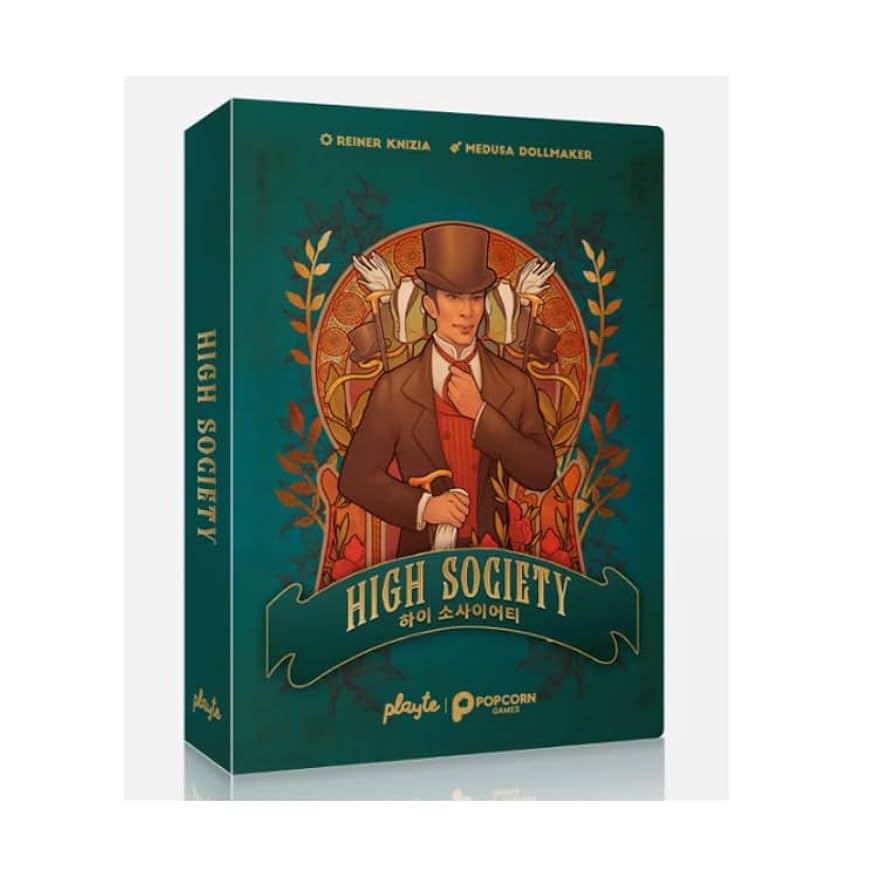 REINER KNIZIA MEDUSA DOLLMAKER
HIGH SOCIETY
하이 소사이어티
playte | POPCORN
GAMES
HIGH SOCIETY
playte